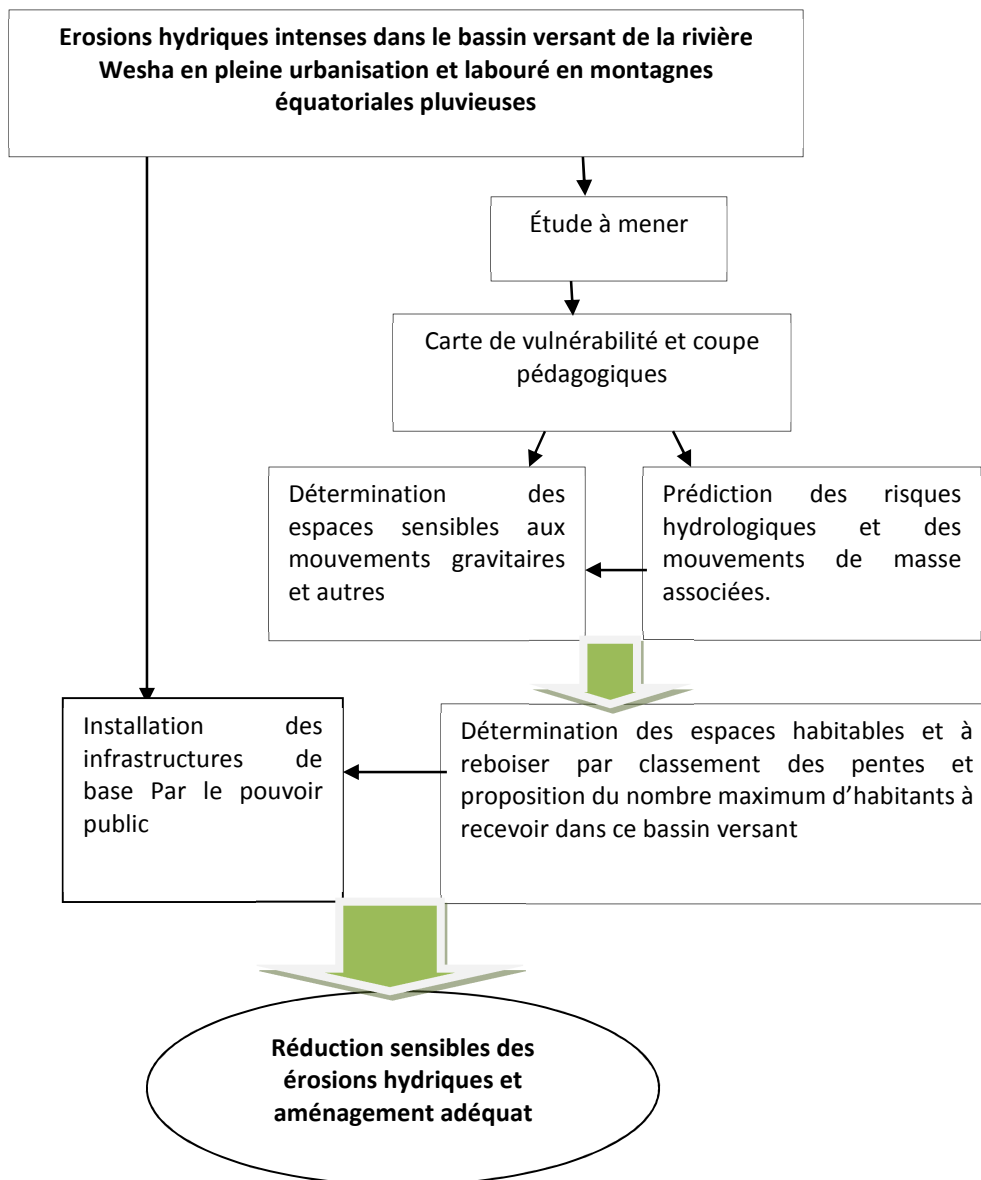 Erosions hydriques intenses dans le bassin versant de la rivière
Wesha en pleine urbanisation et labouré en montagnes
équatoriales pluvieuses
Étude à mener
Carte de vulnérabilité et coupe
pédagogiques
Détermination des
espaces sensibles aux
mouvements gravitaires
et autres
Prédiction des risques
hydrologiques et des
mouvements de masse
associées.
Installation des
infrastructures de
base Par le pouvoir
public
Détermination des espaces habitables et à
reboiser par classement des pentes et
proposition du nombre maximum d’habitants à
recevoir dans ce bassin versant
Réduction sensibles des
érosions hydriques et
aménagement adéquat